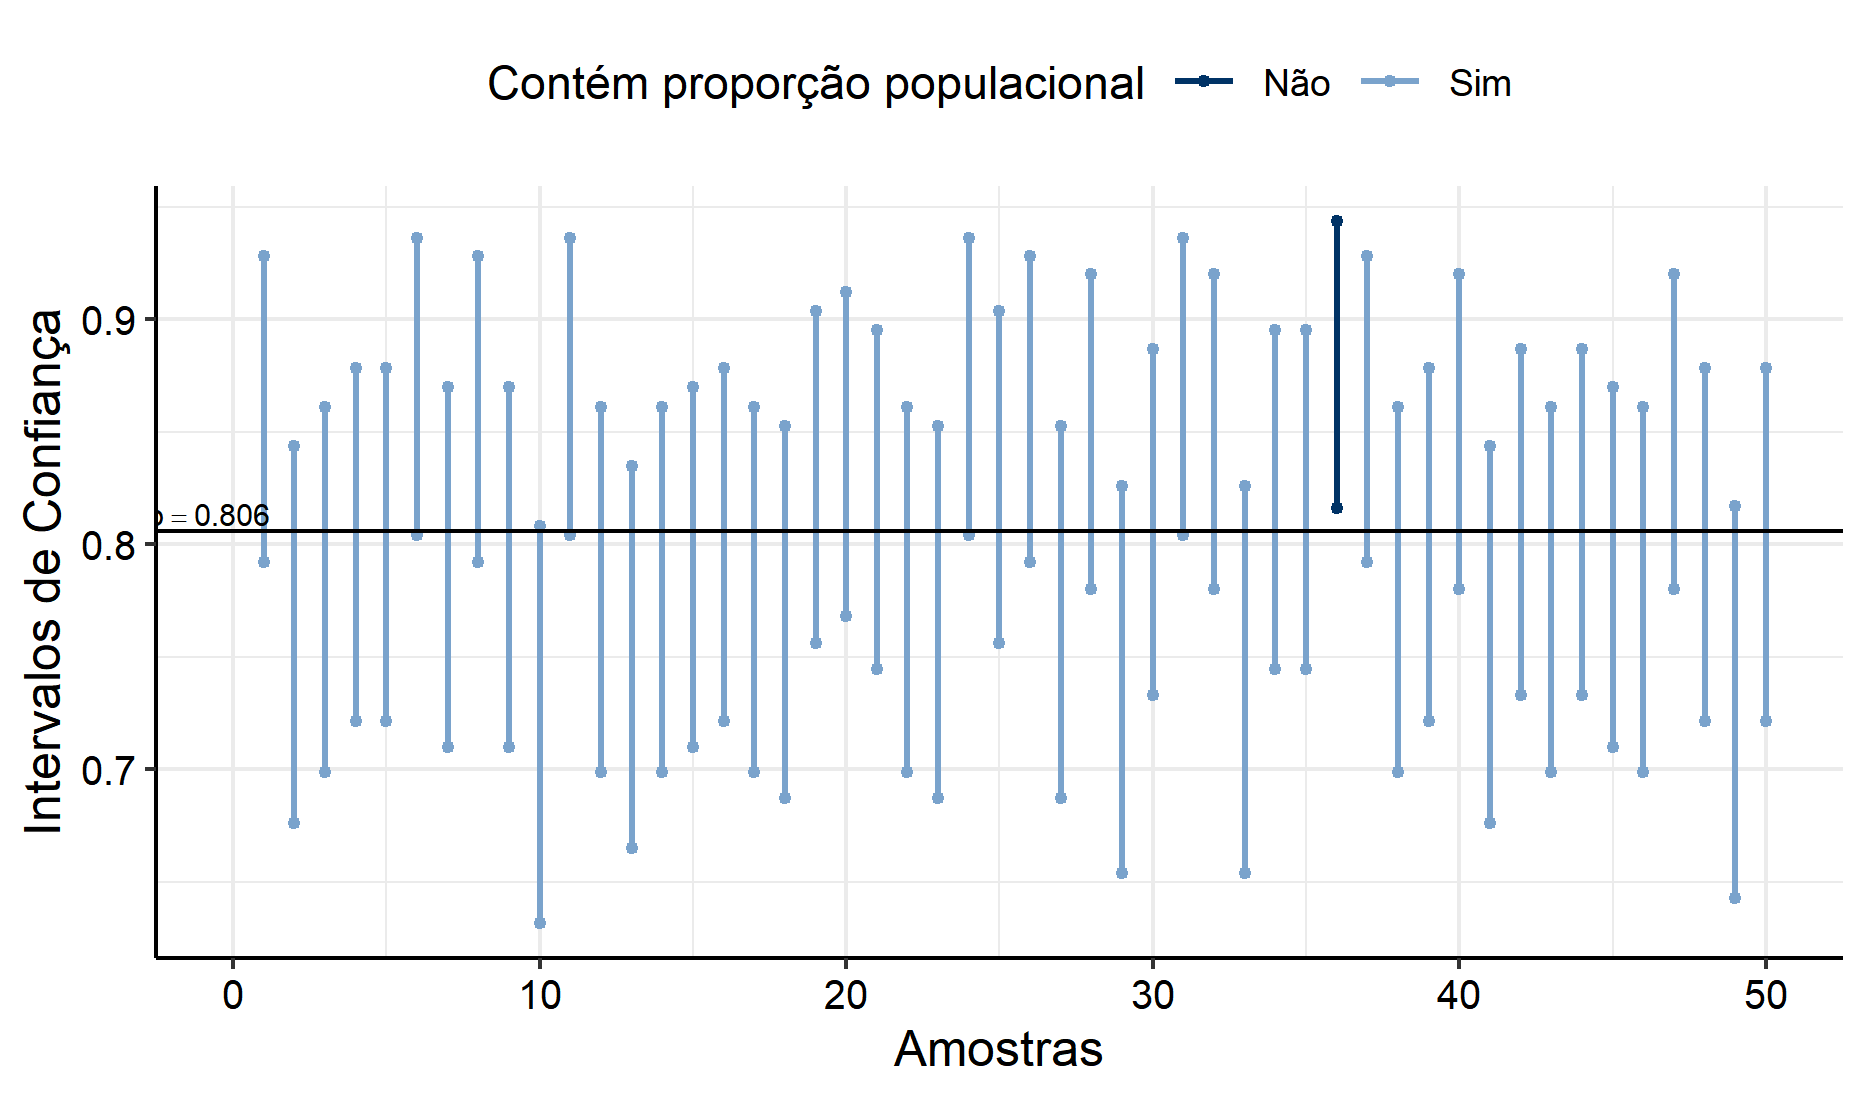 Contém proporção populacional Não Sim
Intervalos de Confiança
0.9
0.8
0.7
= 0.806
0 10 20 30 40 50
Amostras